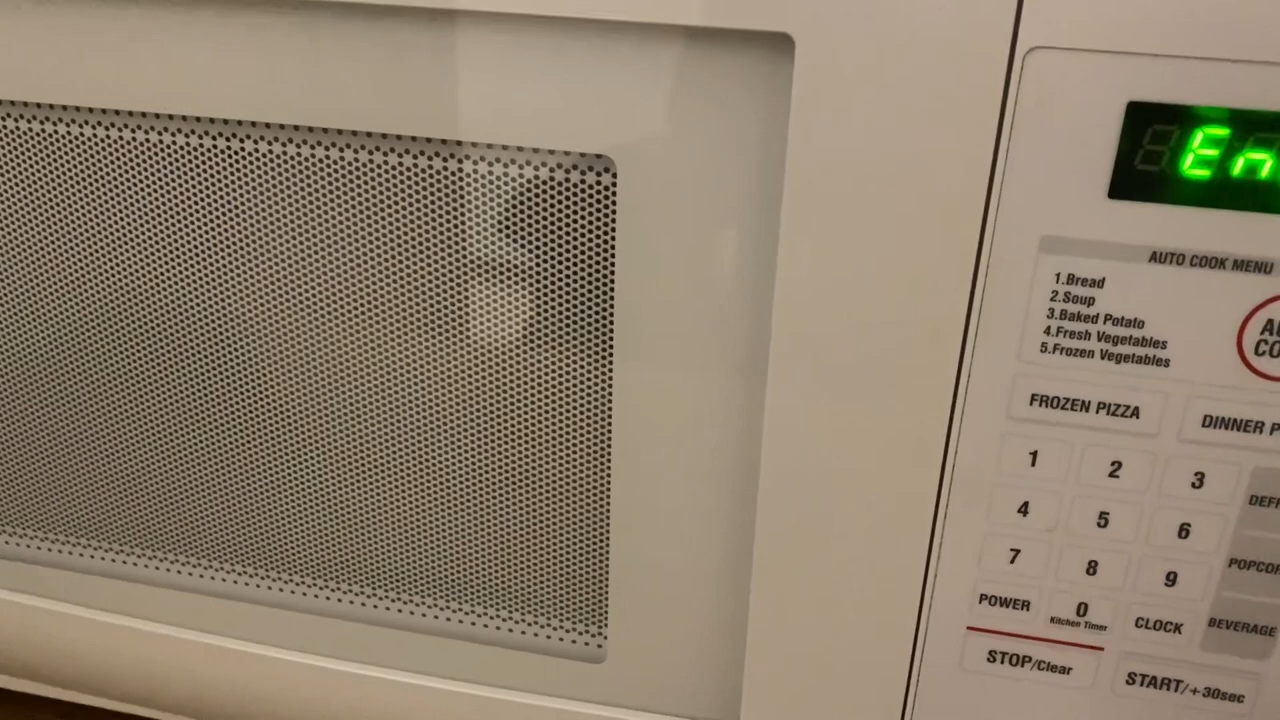 En
AUTO COOK MENU
1.Bread
2.Soup
3.Baked Potato
4.Fresh Vegetables
5.Frozen Vegetables
FROZEN PIZZA
DINNER P
1 2 3
4 5 6
7 8 9
POWER
0
Kitchen Timer
CLOCK
POPCOR
BEVERAGE
STOP/Clear
START/+30sec